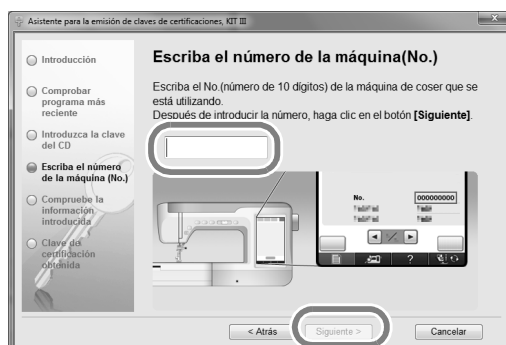 Asistente para la emisión de claves de certificaciones, KIT III
Introducción
Comprobar
programa más
reciente
Introduzca la clave
del CD
Escriba el número
de la máquina (No.)
Compruebe la
información
introducida
Clave de
certificación
obtenida
Escriba el número de la máquina(No.)
Escriba el No.(número de 10 dígitos) de la máquina de coser que se
está utilizando.
Después de introducir la número, haga clic en el botón [Siguiente].
No. 000000000
?
< Atrás
Siguiente >
Cancelar